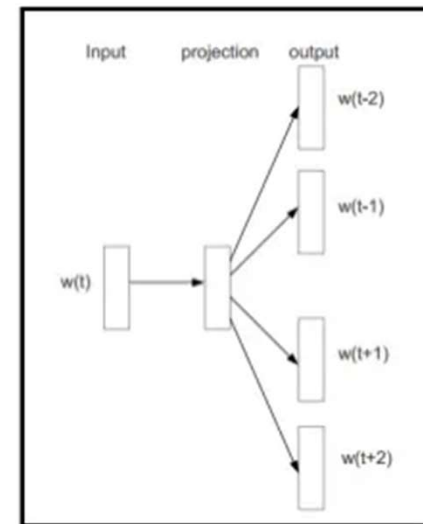 Input projection output
w(t-2)
w(t-1)
w(t)
w(t+1)
w(t+2)